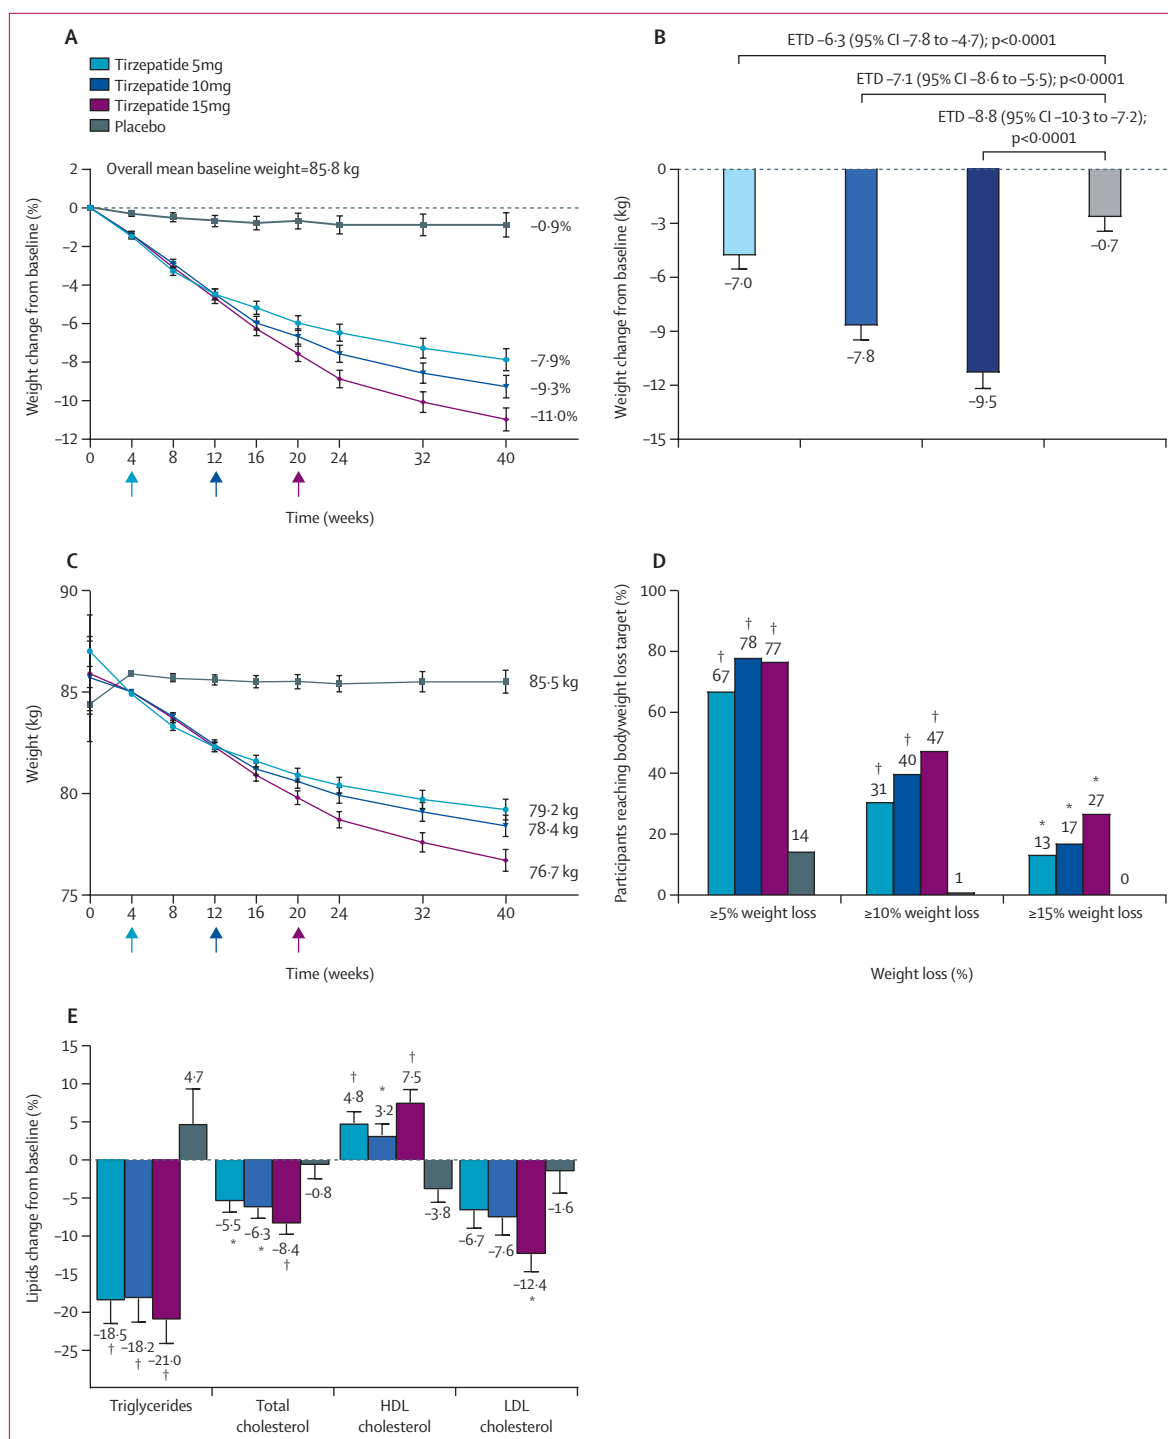 A
Tirzepatide 5mg
Tirzepatide 10mg
Tirzepatide 15mg
Placebo
Overall mean baseline weight=85·8 kg
Weight change from baseline (%)
2
0
−2
−4
−6
−8
−10
−12
−0·9%
−7·9%
−9·3%
−11·0%
0 4 8 12 16 20 24 32 40
Time (weeks)
B
ETD −6·3 (95% CI −7·8 to −4·7); p<0·0001
ETD −7·1 (95% CI −8·6 to −5·5); p<0·0001
ETD −8·8 (95% CI −10·3 to −7·2);
p<0·0001
Weight change from baseline (kg)
0
−3
−6
−9
−12
−15
−7·0
−7·8
−9·5
−0·7
C
Weight (kg)
90
85
80
75
85·5 kg
79·2 kg
78·4 kg
76·7 kg
0 4 8 12 16 20 24 32 40
Time (weeks)
D
Participants reaching bodyweight loss target (%)
100
80
60
40
20
0
† † †
67 78 77 14
† † †
31 40 47 1
* * *
13 17 27 0
≥5% weight loss ≥10% weight loss ≥15% weight loss
Weight loss (%)
E
Lipids change from baseline (%)
15
10
5
0
−5
−10
−15
−20
−25
−18·5 −18·2 −21·0 4·7
† † †
−5·5 −6·3 −8·4 −0·8
* * †
† * †
4·8 3·2 7·5 −3·8
−6·7 −7·6 −12·4 −1·6
*
Triglycerides Total HDL LDL
cholesterol cholesterol cholesterol